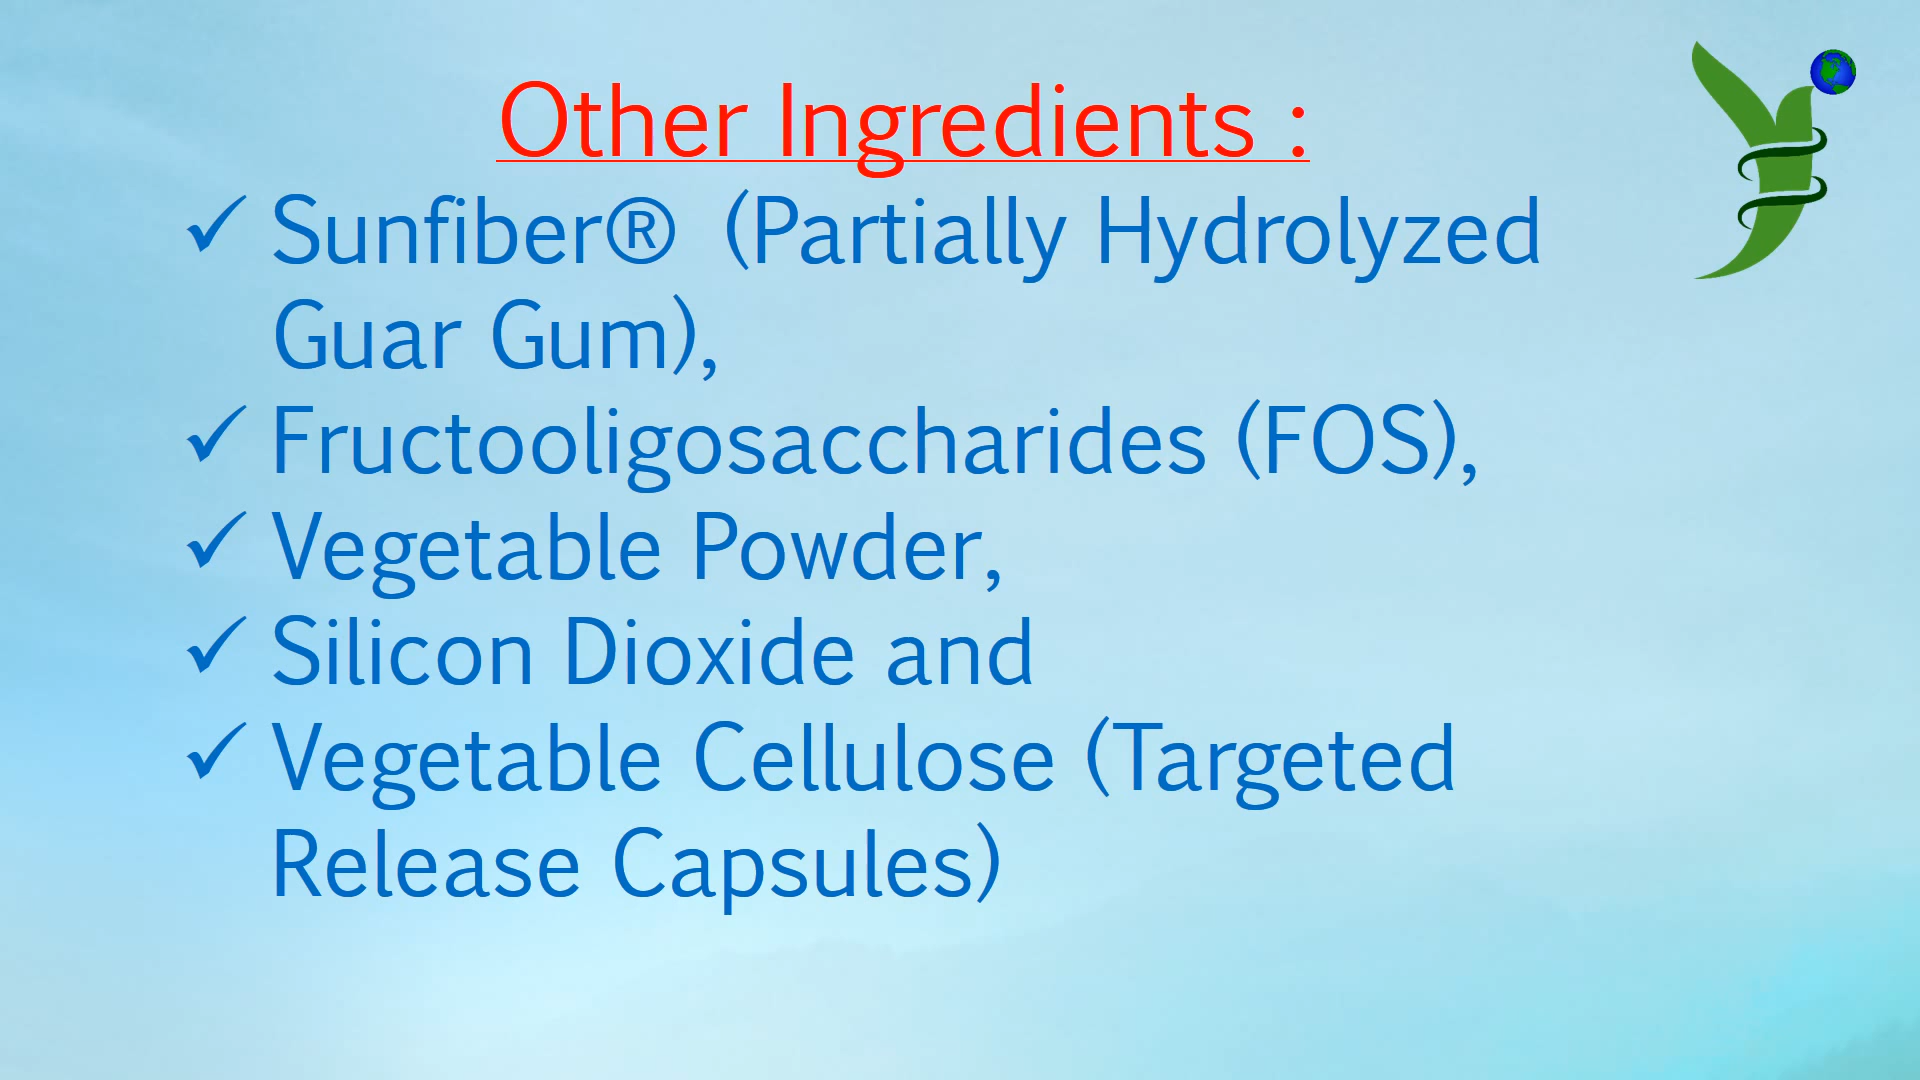 Other Ingredients :
✓ Sunfiber® (Partially Hydrolyzed
Guar Gum),
✓ Fructooligosaccharides (FOS),
✓ Vegetable Powder,
✓ Silicon Dioxide and
✓ Vegetable Cellulose (Targeted
Release Capsules)